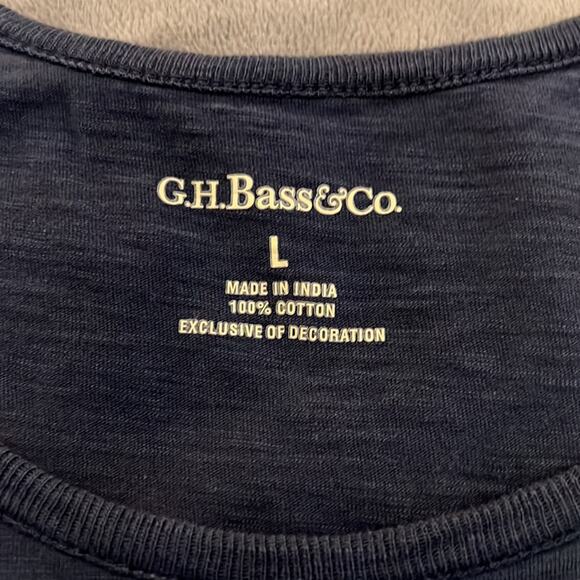 G.H.Bass&Co.
L
MADE IN INDIA
100% COTTON
EXCLUSIVE OF DECORATION